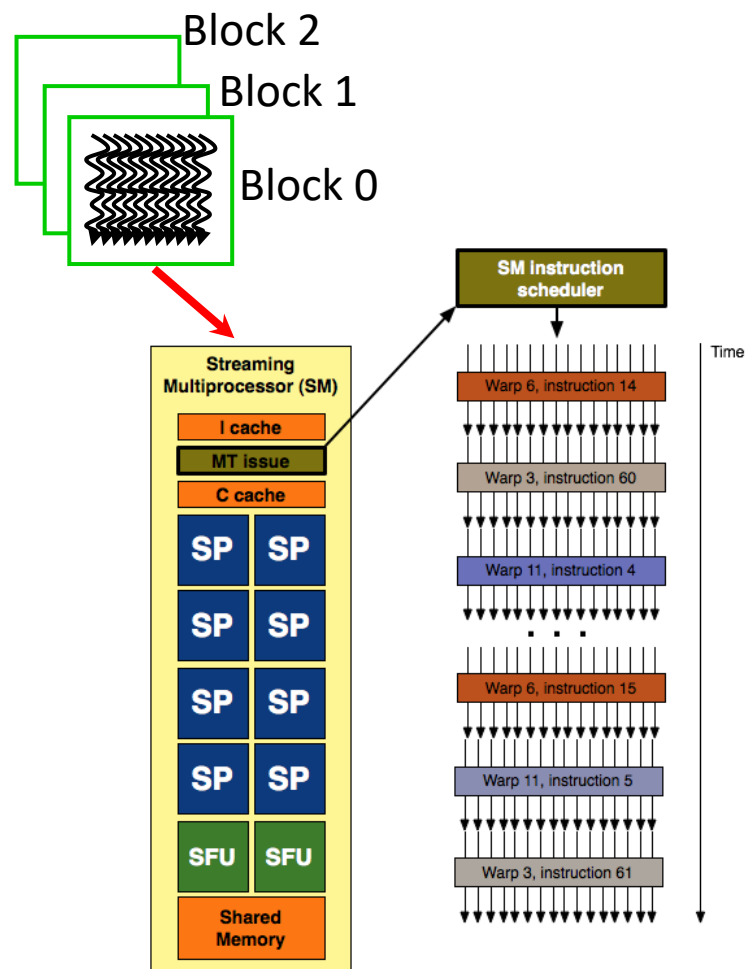 Block 2
Block 1
Block 0
SM instruction
scheduler
Time
Streaming
Multiprocessor (SM)
I cache
MT issue
C cache
SP SP
SP SP
SP SP
SP SP
SFU SFU
Shared
Memory
Warp 6, instruction 14
Warp 3, instruction 60
Warp 11, instruction 4
. . .
Warp 6, instruction 15
Warp 11, instruction 5
Warp 3, instruction 61